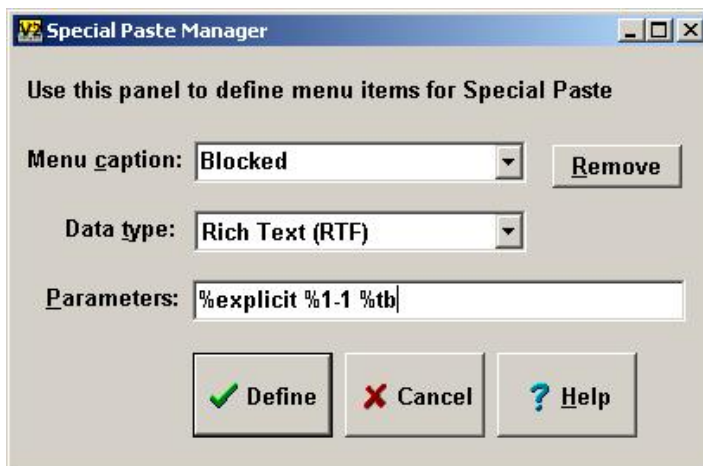 V2 Special Paste Manager
Use this panel to define menu items for Special Paste
Menu caption: Blocked Remove
Data type: Rich Text (RTF)
Parameters: %explicit %1-1 %tb
Define Cancel ? Help